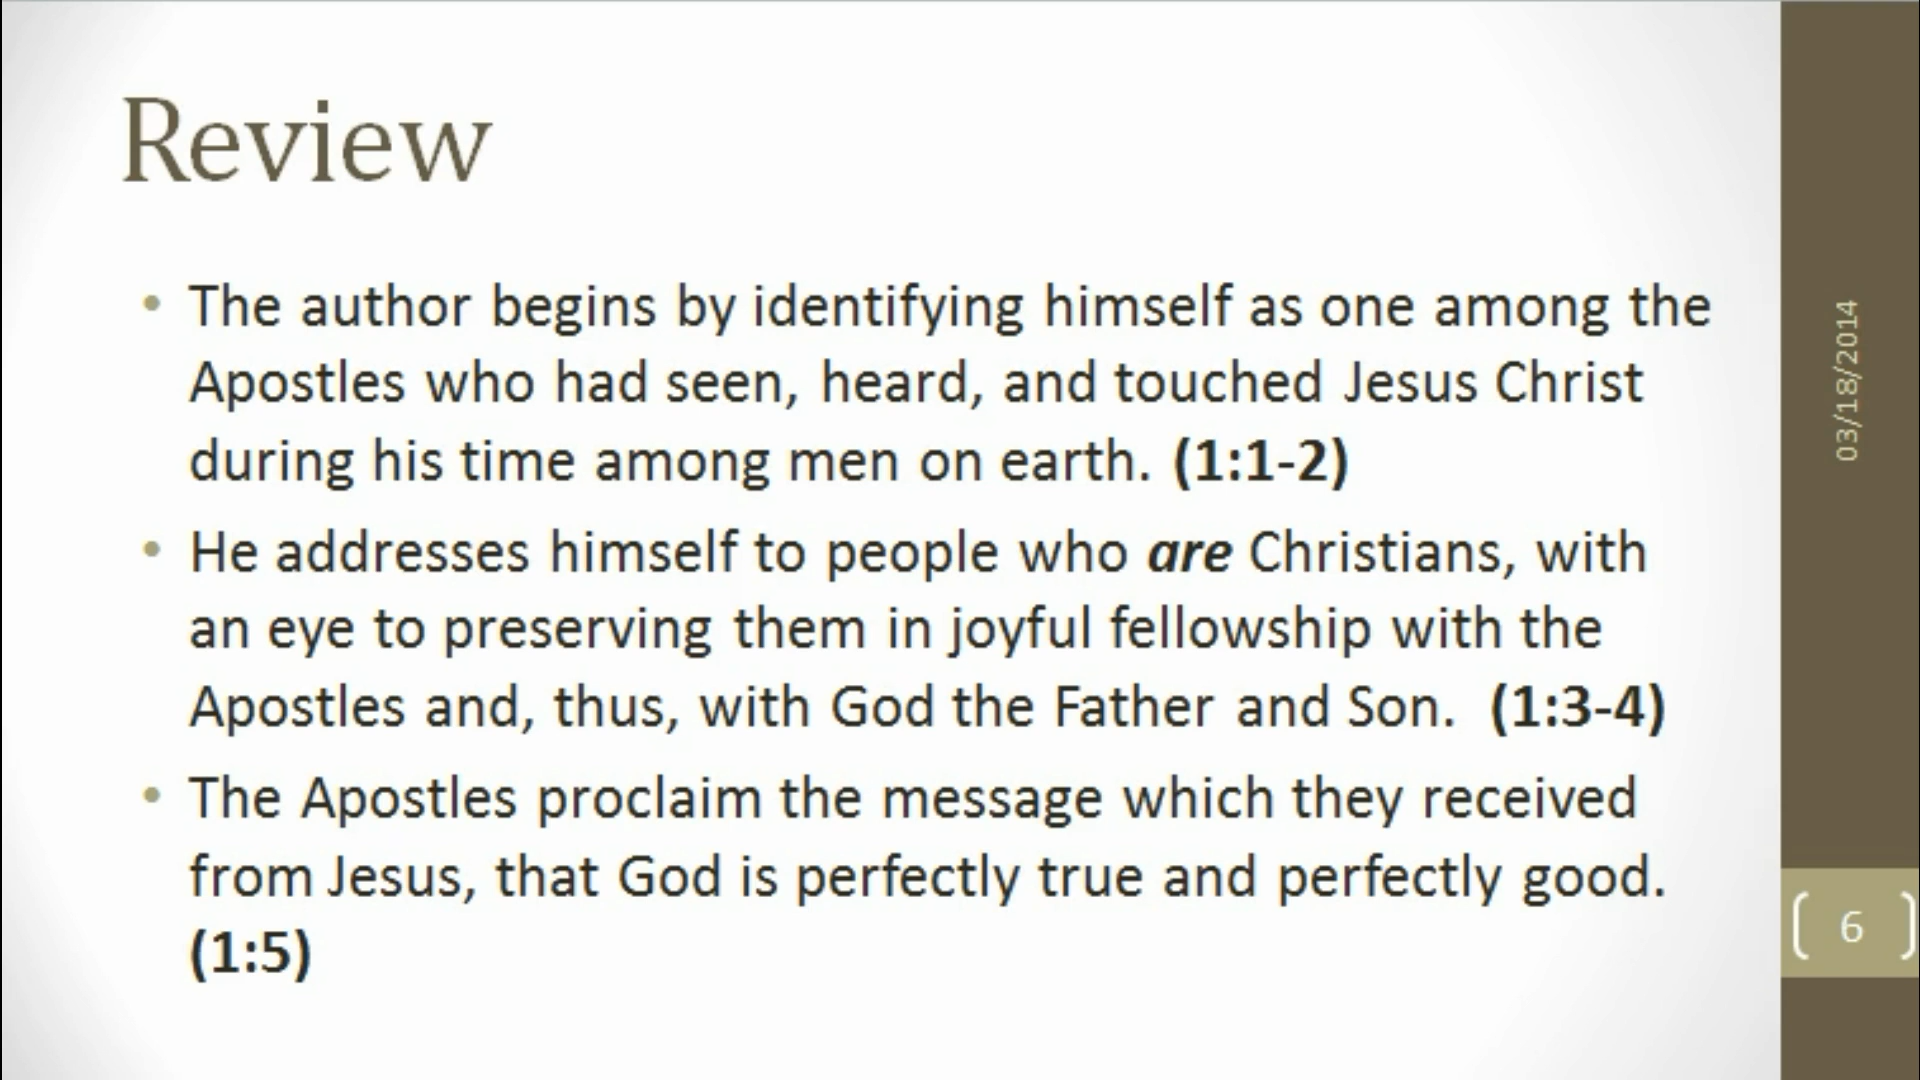 Review
• The author begins by identifying himself as one among the
Apostles who had seen, heard, and touched Jesus Christ
during his time among men on earth. (1:1-2)
• He addresses himself to people who are Christians, with
an eye to preserving them in joyful fellowship with the
Apostles and, thus, with God the Father and Son.  (1:3-4)
• The Apostles proclaim the message which they received
from Jesus, that God is perfectly true and perfectly good.
(1:5)
03/18/2014
[ 6 ]